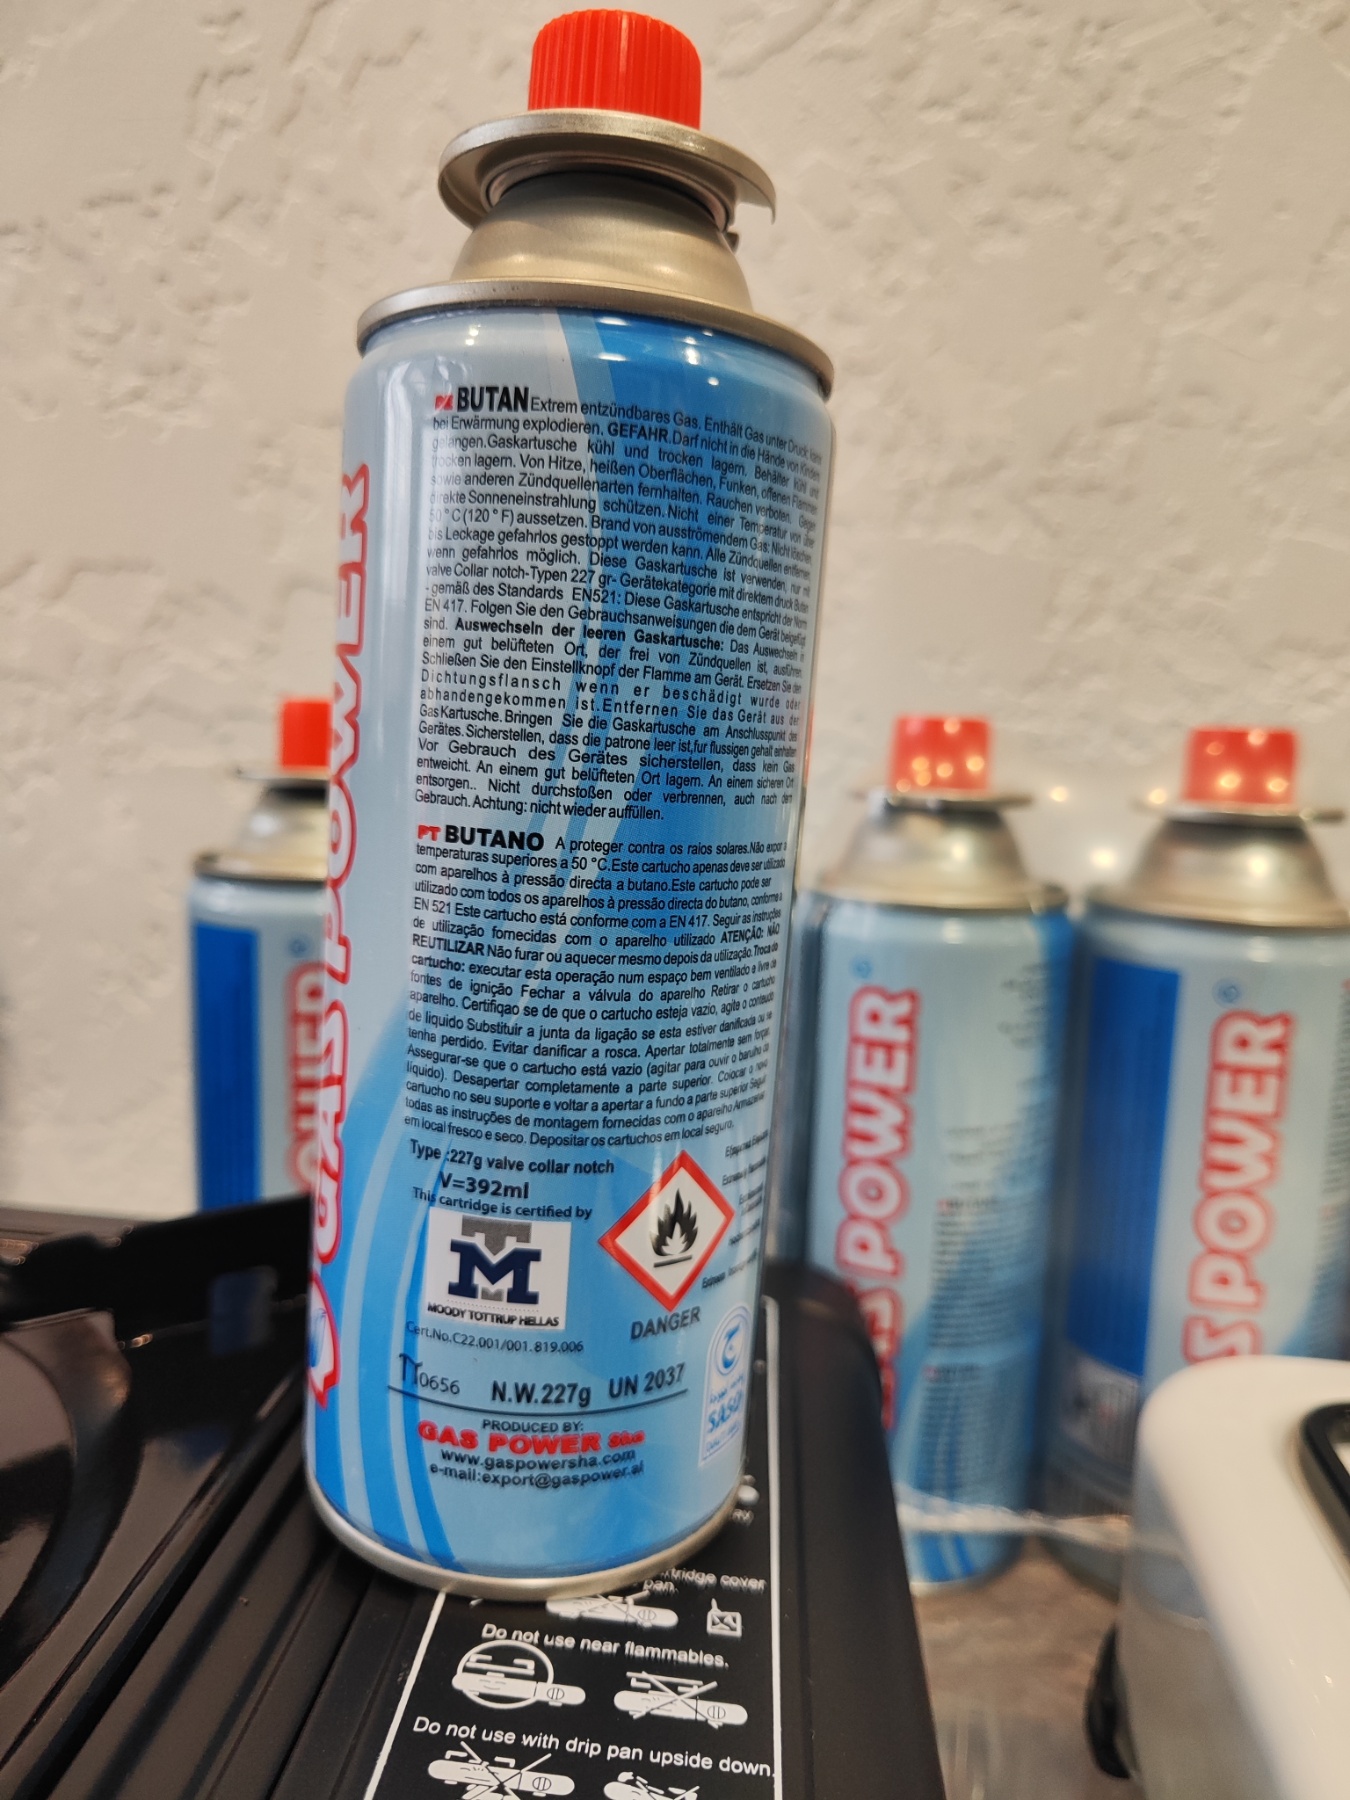 GAS POWER
BUTAN Extrem entzündbares Gas. Enthält Gas unter Druck; kann
bei Erwärmung explodieren. GEFAHR. Darf nicht in die Hände von Kindern
gelangen. Gaskartusche kühl und trocken lagern. Behälter kühl und
trocken lagern. Von Hitze, heißen Oberflächen, Funken, offenen Flammen
sowie anderen Zündquellenarten fernhalten. Rauchen verboten. Gegen
direkte Sonneneinstrahlung schützen. Nicht einer Temperatur von über
50°C(120°F) aussetzen. Brand von ausströmendem Gas: Nicht löschen,
bis Leckage gefahrlos gestoppt werden kann. Alle Zündquellen entfernen,
wenn gefahrlos möglich. Diese Gaskartusche ist verwenden, nur mit
valve Collar notch-Typen 227 gr- Gerätekategorie mit direktem druck Butan
-gemäß des Standards EN521: Diese Gaskartusche entspricht der Norm
EN 417. Folgen Sie den Gebrauchsanweisungen die dem Gerät beigefügt
sind. Auswechseln der leeren Gaskartusche: Das Auswechseln in
einem gut belüfteten Ort, der frei von Zündquellen ist, ausführen.
Schließen Sie den Einstellknopf der Flamme am Gerät. Ersetzen Sie den
Dichtungsflansch wenn er beschädigt wurde oder
abhandengekommen ist.Entfernen Sie das Gerät aus der
Gas Kartusche. Bringen Sie die Gaskartusche am Anschlusspunkt des
Gerätes. Sicherstellen, dass die patrone leer ist,fur flussigen gehalt einhalten
Vor Gebrauch des Gerätes sicherstellen, dass kein Gas
entweicht. An einem gut belüfteten Ort lagern. An einem sicheren Ort
entsorgen.. Nicht durchstoßen oder verbrennen, auch nach dem
Gebrauch. Achtung: nicht wieder auffüllen.
PT BUTANO A proteger contra os raios solares.Não expor a
temperaturas superiores a 50 °C.Este cartucho apenas deve ser utilizado
com aparelhos à pressão directa a butano.Este cartucho pode ser
utilizado com todos os aparelhos à pressão directa do butano, conforme a
EN 521 Este cartucho está conforme com a EN 417. Seguir as instruções
de utilização fornecidas com o aparelho utilizado ATENÇÃO: NÃO
REUTILIZAR Não furar ou aquecer mesmo depois da utilização.Troca do
cartucho: executar esta operação num espaço bem ventilado e livre de
fontes de ignição Fechar a válvula do aparelho Retirar o cartucho
aparelho. Certifiqao se de que o cartucho esteja vazio, agite o conteudo
de liquido Substituir a junta da ligação se esta estiver danificada ou se
tenha perdido. Evitar danificar a rosca. Apertar totalmente sem forçar.
Assegurar-se que o cartucho está vazio (agitar para ouvir o barulho do
líquido). Desapertar completamente a parte superior. Colocar o novo
cartucho no seu suporte e voltar a apertar a fundo a parte superior Seguir
todas as instruções de montagem fornecidas com o aparelho Armazenar
em local fresco e seco. Depositar os cartuchos em local seguro.
Type :227g valve collar notch
V=392ml
This cartridge is certified by
TM
MOODY TOTTRUP HELLAS
Cert.No.C22.001/001.819.006
DANGER
π0656 N.W.227g UN 2037
SASO
PRODUCED BY:
GAS POWER Sha
www.gaspowersha.com
e-mail:export@gaspower.al
POWER
POWER
POWER
cartridge cover
pan.
Do not use near flammables.
Do not use with drip pan upside down.